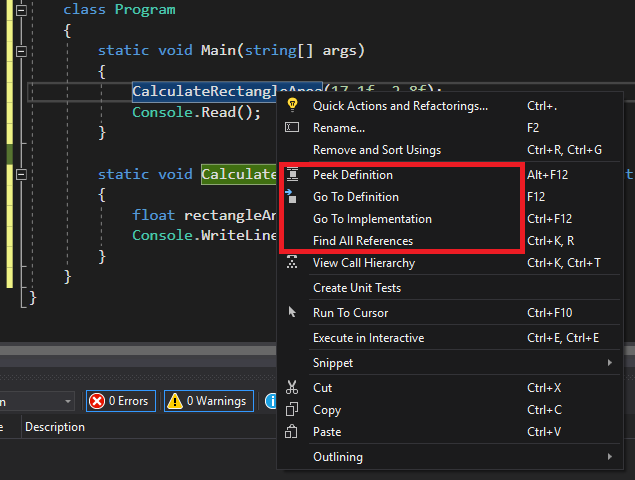 class Program
{
static void Main(string[] args)
{
CalculateRectangleArea(17.1f, 2.8f);
Console.Read();
}
static void Calculate
{
float rectangleAr
Console.WriteLine
}
}
}
Quick Actions and Refactorings... Ctrl+.
Rename... F2
Remove and Sort Usings Ctrl+R, Ctrl+G
Peek Definition Alt+F12
Go To Definition F12
Go To Implementation Ctrl+F12
Find All References Ctrl+K, R
View Call Hierarchy Ctrl+K, Ctrl+T
Create Unit Tests
Run To Cursor Ctrl+F10
Execute in Interactive Ctrl+E, Ctrl+E
Snippet
Cut Ctrl+X
Copy Ctrl+C
Paste Ctrl+V
Outlining
0 Errors 0 Warnings
Description